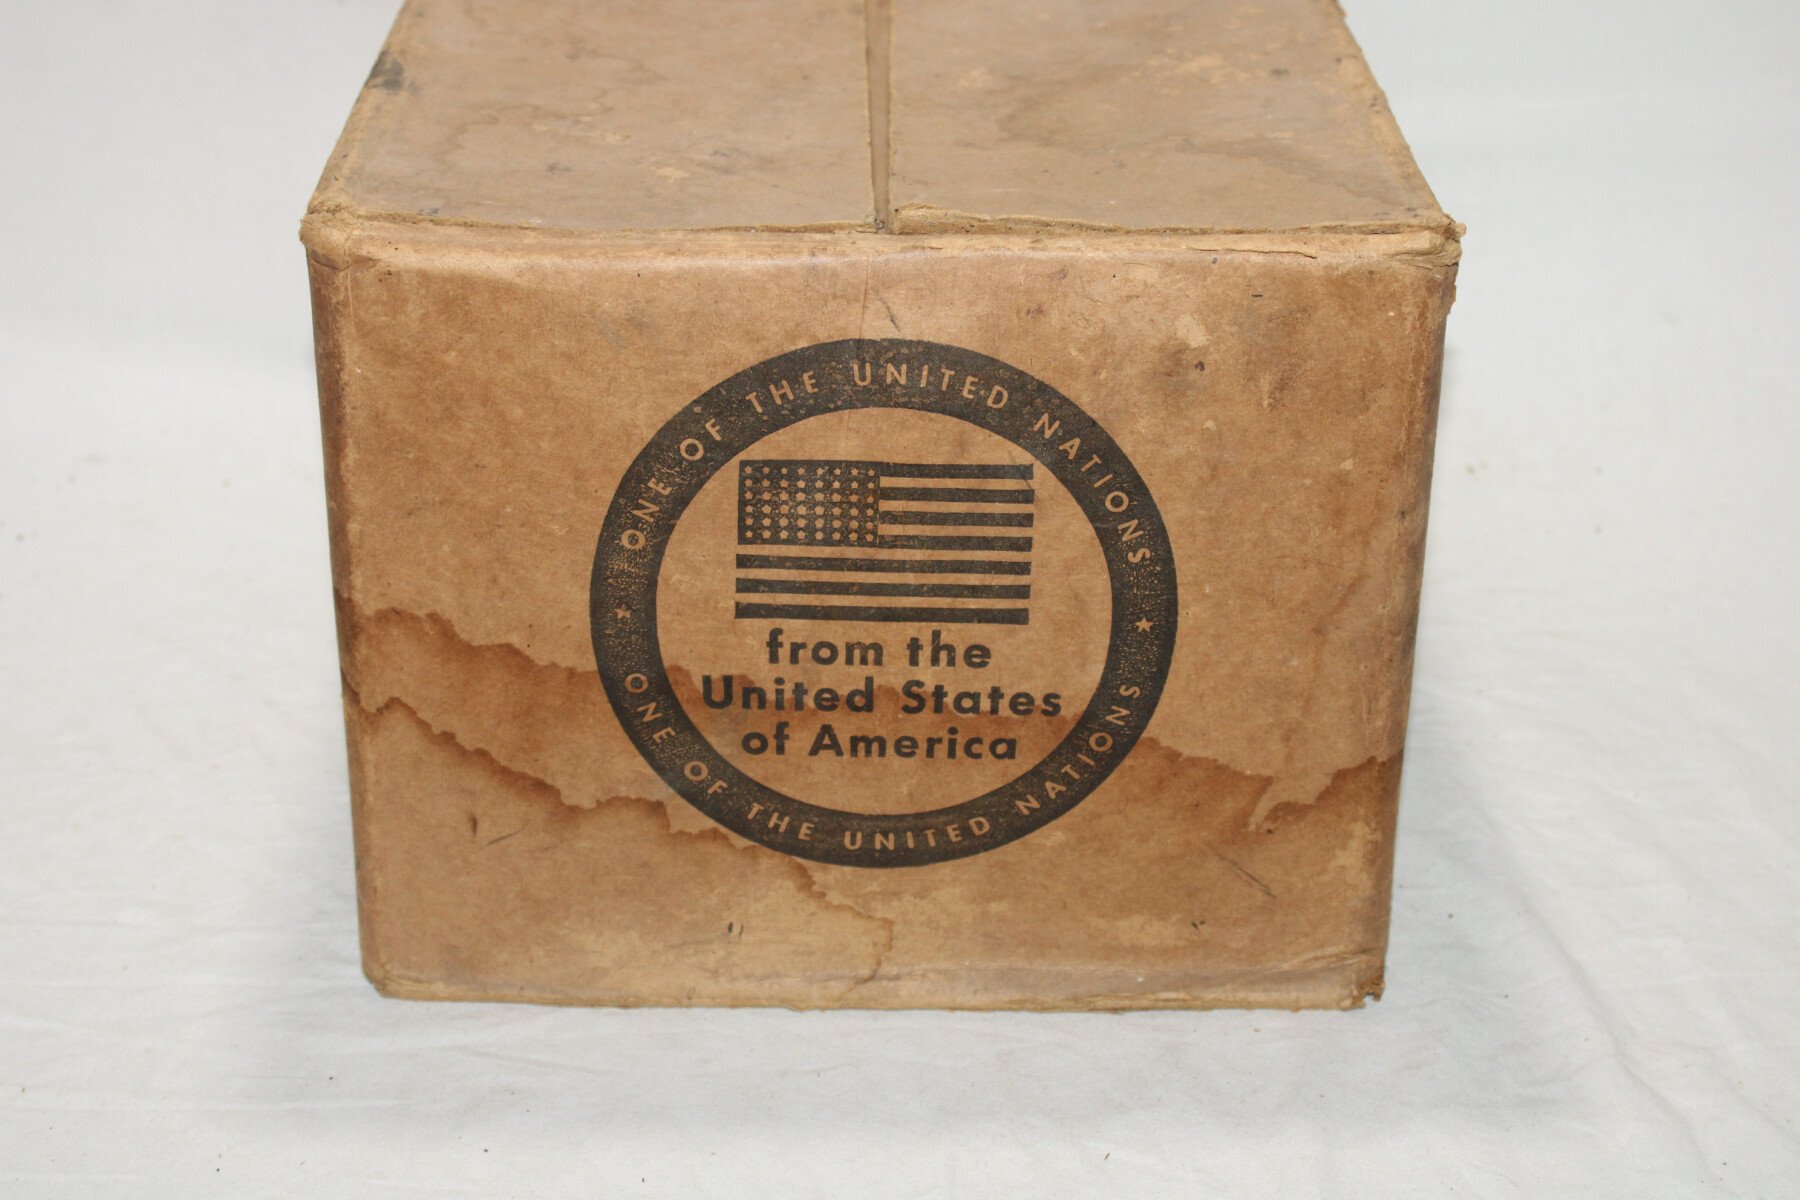 ★ ONE OF THE UNITED NATIONS ★
from the
United States
of America
ONE OF THE UNITED NATIONS